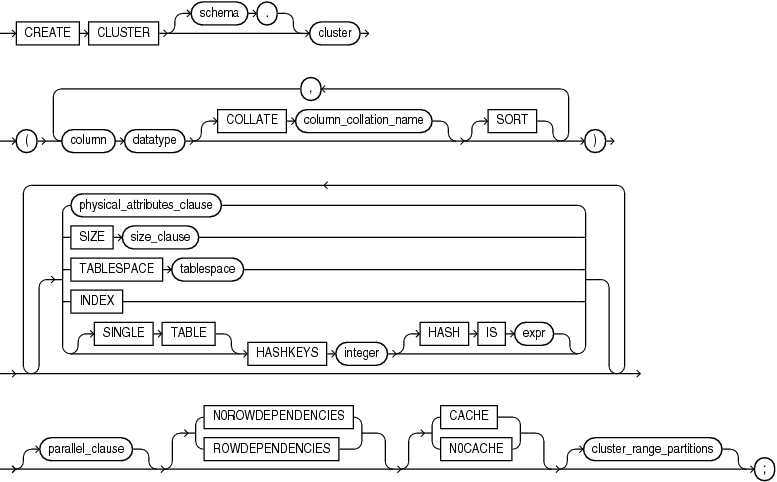 schema .
CREATE CLUSTER cluster
,
COLLATE column_collation_name SORT
( column datatype )
physical_attributes_clause
SIZE size_clause
TABLESPACE tablespace
INDEX
SINGLE TABLE HASH IS expr
HASHKEYS integer
NOROWDEPENDENCIES CACHE
parallel_clause ROWDEPENDENCIES NOCACHE cluster_range_partitions
;